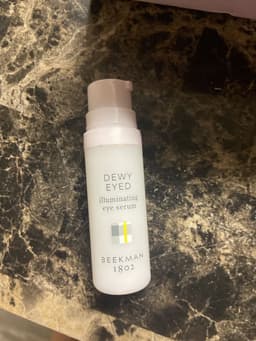 DEWY
EYED
illuminating
eye serum
BEEKMAN
1802